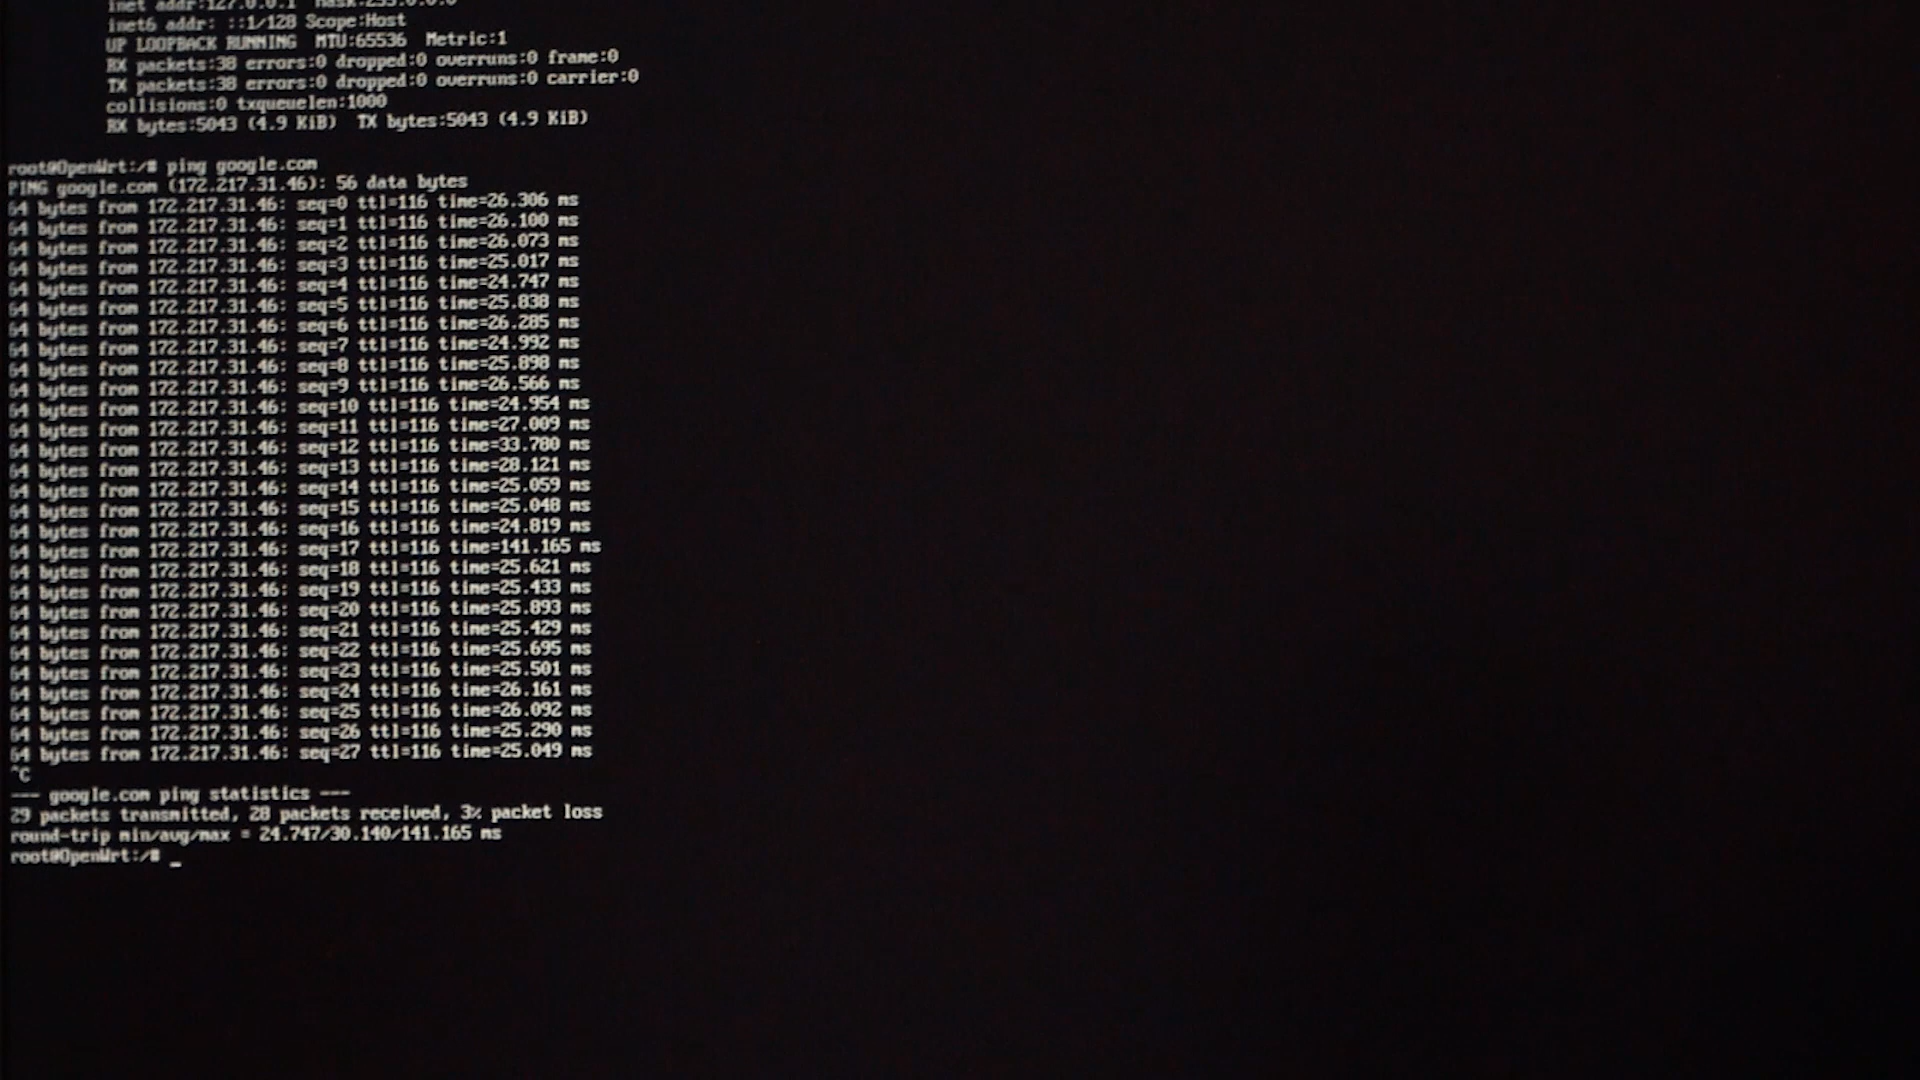 inet addr:127.0.0.1 Mask:255.0.0.0
inet6 addr: ::1/128 Scope:Host
UP LOOPBACK RUNNING MTU:65536 Metric:1
RX packets:38 errors:0 dropped:0 overruns:0 frame:0
TX packets:38 errors:0 dropped:0 overruns:0 carrier:0
collisions:0 txqueuelen:1000
RX bytes:5043 (4.9 KiB) TX bytes:5043 (4.9 KiB)
root@OpenWrt:/# ping google.com
PING google.com (172.217.31.46): 56 data bytes
64 bytes from 172.217.31.46: seq=0 ttl=116 time=26.306 ms
64 bytes from 172.217.31.46: seq=1 ttl=116 time=26.100 ms
64 bytes from 172.217.31.46: seq=2 ttl=116 time=26.073 ms
64 bytes from 172.217.31.46: seq=3 ttl=116 time=25.017 ms
64 bytes from 172.217.31.46: seq=4 ttl=116 time=24.747 ms
64 bytes from 172.217.31.46: seq=5 ttl=116 time=25.838 ms
64 bytes from 172.217.31.46: seq=6 ttl=116 time=26.285 ms
64 bytes from 172.217.31.46: seq=7 ttl=116 time=24.992 ms
64 bytes from 172.217.31.46: seq=8 ttl=116 time=25.898 ms
64 bytes from 172.217.31.46: seq=9 ttl=116 time=26.566 ms
64 bytes from 172.217.31.46: seq=10 ttl=116 time=24.954 ms
64 bytes from 172.217.31.46: seq=11 ttl=116 time=27.009 ms
64 bytes from 172.217.31.46: seq=12 ttl=116 time=33.780 ms
64 bytes from 172.217.31.46: seq=13 ttl=116 time=28.121 ms
64 bytes from 172.217.31.46: seq=14 ttl=116 time=25.059 ms
64 bytes from 172.217.31.46: seq=15 ttl=116 time=25.048 ms
64 bytes from 172.217.31.46: seq=16 ttl=116 time=24.819 ms
64 bytes from 172.217.31.46: seq=17 ttl=116 time=141.165 ms
64 bytes from 172.217.31.46: seq=18 ttl=116 time=25.621 ms
64 bytes from 172.217.31.46: seq=19 ttl=116 time=25.433 ms
64 bytes from 172.217.31.46: seq=20 ttl=116 time=25.893 ms
64 bytes from 172.217.31.46: seq=21 ttl=116 time=25.429 ms
64 bytes from 172.217.31.46: seq=22 ttl=116 time=25.695 ms
64 bytes from 172.217.31.46: seq=23 ttl=116 time=25.501 ms
64 bytes from 172.217.31.46: seq=24 ttl=116 time=26.161 ms
64 bytes from 172.217.31.46: seq=25 ttl=116 time=26.092 ms
64 bytes from 172.217.31.46: seq=26 ttl=116 time=25.290 ms
64 bytes from 172.217.31.46: seq=27 ttl=116 time=25.049 ms
^C
--- google.com ping statistics ---
29 packets transmitted, 28 packets received, 3% packet loss
round-trip min/avg/max = 24.747/30.140/141.165 ms
root@OpenWrt:/# _